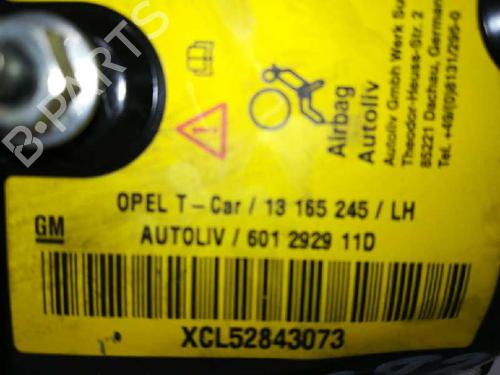 B-PARTS
Airbag
Autoliv
Autoliv GmbH Werk Su
Theodor-Heuss-Str. 2
85221 Dachau, German
Tel. +49/(0)8131/295-0
OPEL T-Car / 13 165 245 / LH
GM
AUTOLIV / 601 2929 11D
XCL52843073